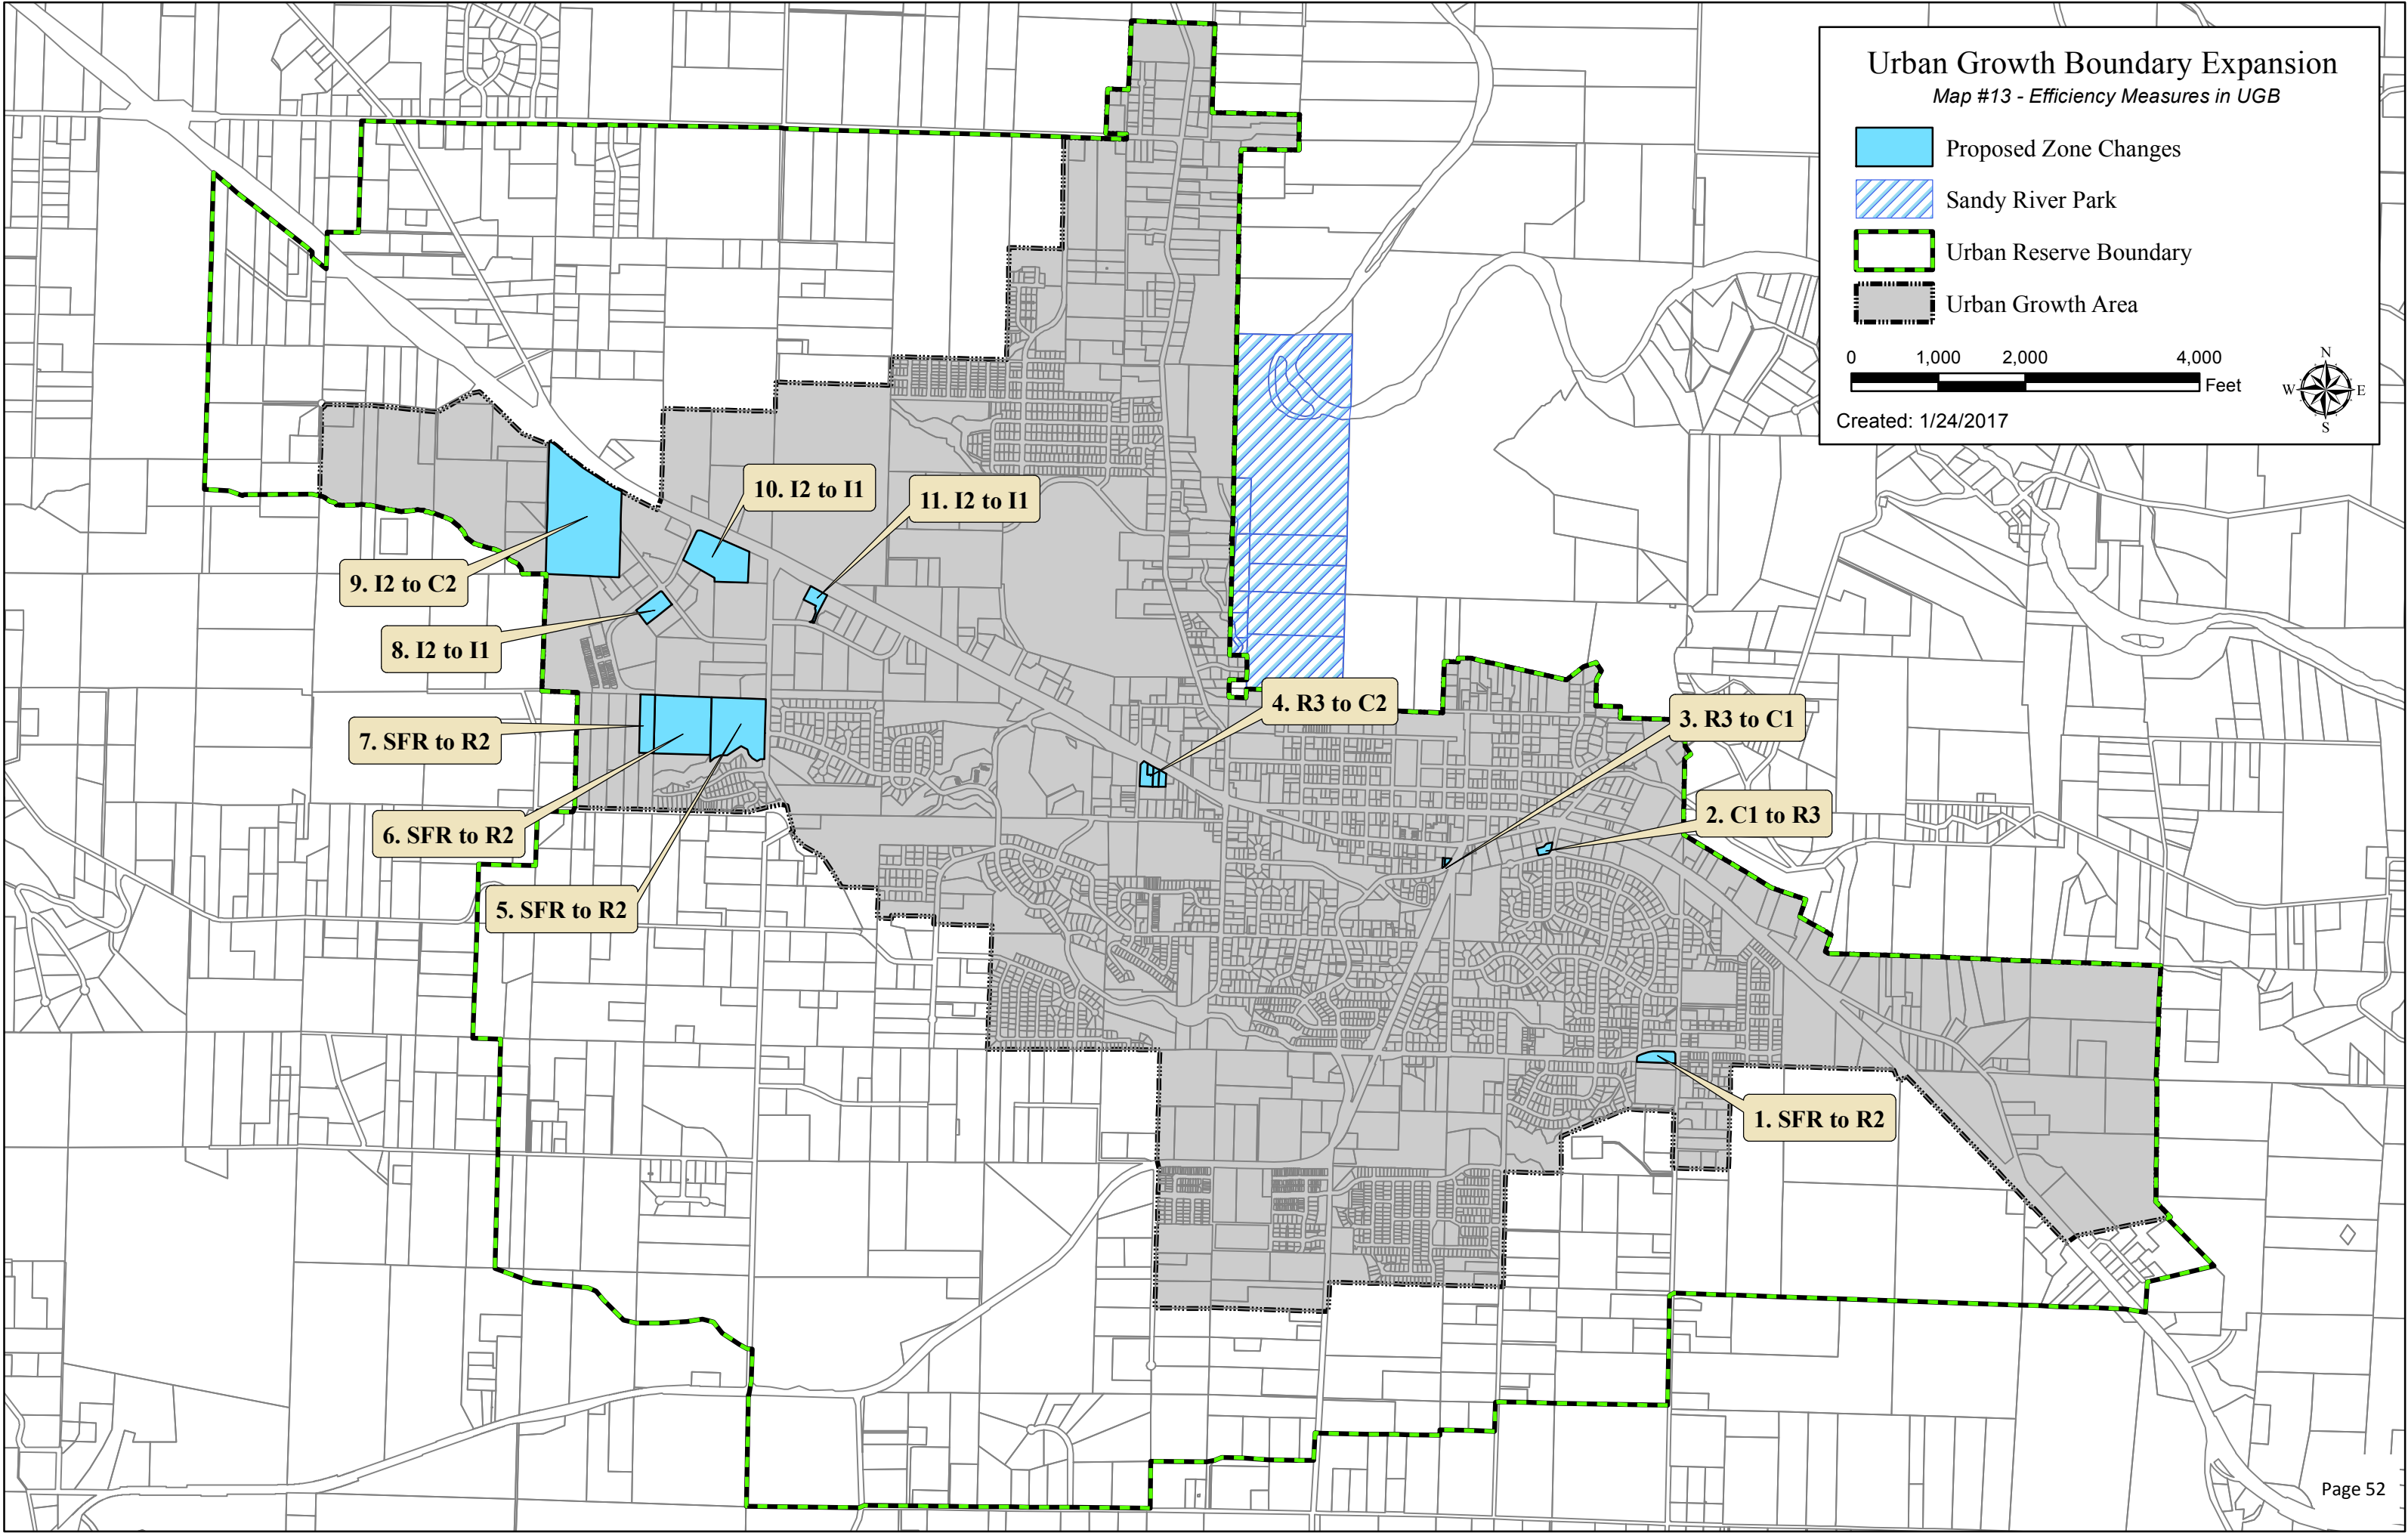 Urban Growth Boundary Expansion
Map #13 - Efficiency Measures in UGB
Proposed Zone Changes
Sandy River Park
Urban Reserve Boundary
Urban Growth Area
0 1,000 2,000 4,000
Feet
N
W E
S
Created: 1/24/2017
10. I2 to I1
11. I2 to I1
9. I2 to C2
8. I2 to I1
4. R3 to C2
3. R3 to C1
7. SFR to R2
2. C1 to R3
6. SFR to R2
5. SFR to R2
1. SFR to R2
Page 52